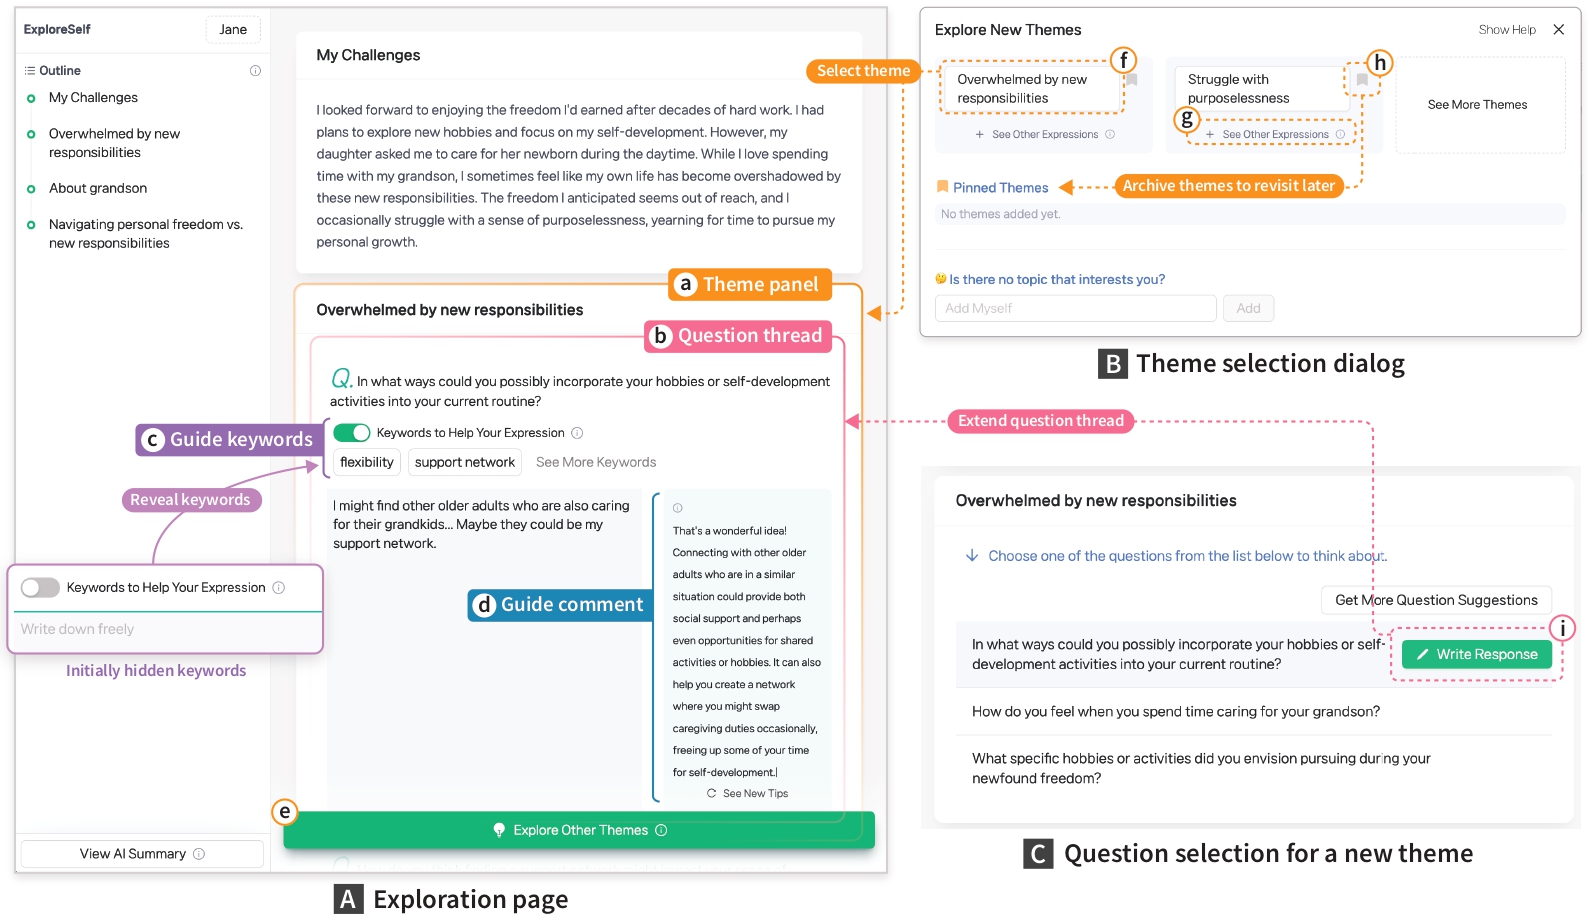 ExploreSelf
Jane
Outline
My Challenges
Overwhelmed by new
responsibilities
About grandson
Navigating personal freedom vs.
new responsibilities
View AI Summary
My Challenges
I looked forward to enjoying the freedom I'd earned after decades of hard work. I had
plans to explore new hobbies and focus on my self-development. However, my
daughter asked me to care for her newborn during the daytime. While I love spending
time with my grandson, I sometimes feel like my own life has become overshadowed by
these new responsibilities. The freedom I anticipated seems out of reach, and I
occasionally struggle with a sense of purposelessness, yearning for time to pursue my
personal growth.
a Theme panel
Overwhelmed by new responsibilities
b Question thread
Q. In what ways could you possibly incorporate your hobbies or self-development
activities into your current routine?
c Guide keywords
Keywords to Help Your Expression
flexibility
support network
See More Keywords
Reveal keywords
Keywords to Help Your Expression
Write down freely
Initially hidden keywords
I might find other older adults who are also caring
for their grandkids... Maybe they could be my
support network.
d Guide comment
That's a wonderful idea!
Connecting with other older
adults who are in a similar
situation could provide both
social support and perhaps
even opportunities for shared
activities or hobbies. It can also
help you create a network
where you might swap
caregiving duties occasionally,
freeing up some of your time
for self-development.
See New Tips
e
Explore Other Themes
A Exploration page
Select theme
Explore New Themes
Show Help
f
Overwhelmed by new
responsibilities
+ See Other Expressions
h
Struggle with
purposelessness
g
+ See Other Expressions
See More Themes
Pinned Themes
Archive themes to revisit later
No themes added yet.
Is there no topic that interests you?
Add Myself
Add
B Theme selection dialog
Extend question thread
Overwhelmed by new responsibilities
Choose one of the questions from the list below to think about.
Get More Question Suggestions
i
In what ways could you possibly incorporate your hobbies or self-
development activities into your current routine?
Write Response
How do you feel when you spend time caring for your grandson?
What specific hobbies or activities did you envision pursuing during your
newfound freedom?
C Question selection for a new theme